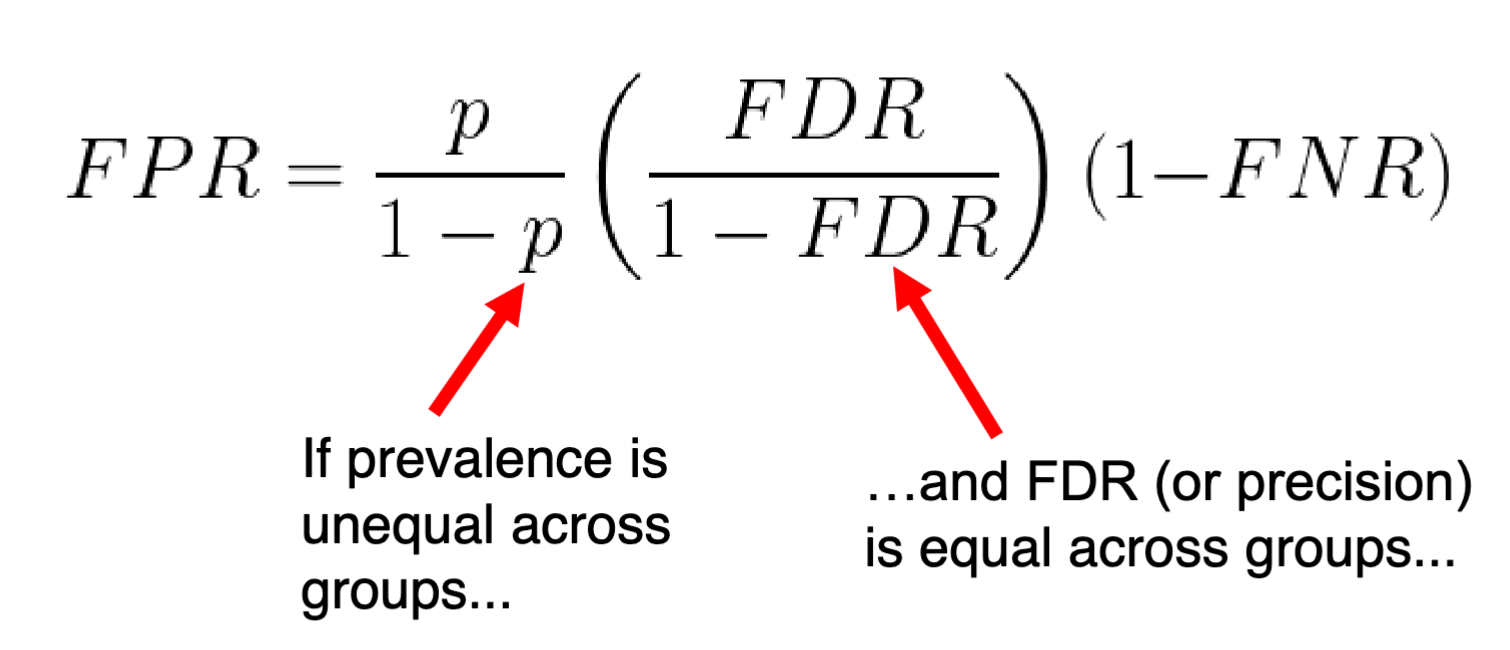 FPR = p / (1 − p) ( FDR / (1 − FDR) ) (1−FNR)
If prevalence is
unequal across
groups...
…and FDR (or precision)
is equal across groups...